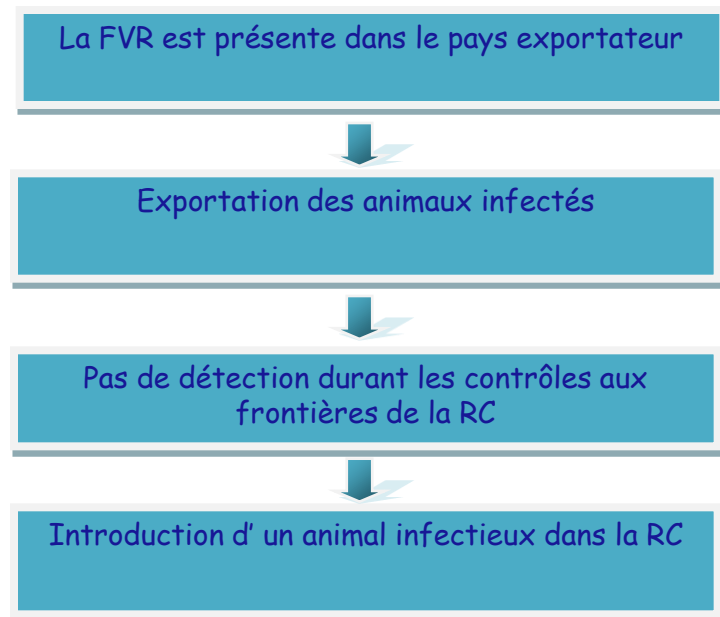 La FVR est présente dans le pays exportateur
Exportation des animaux infectés
Pas de détection durant les contrôles aux
frontières de la RC
Introduction d' un animal infectieux dans la RC